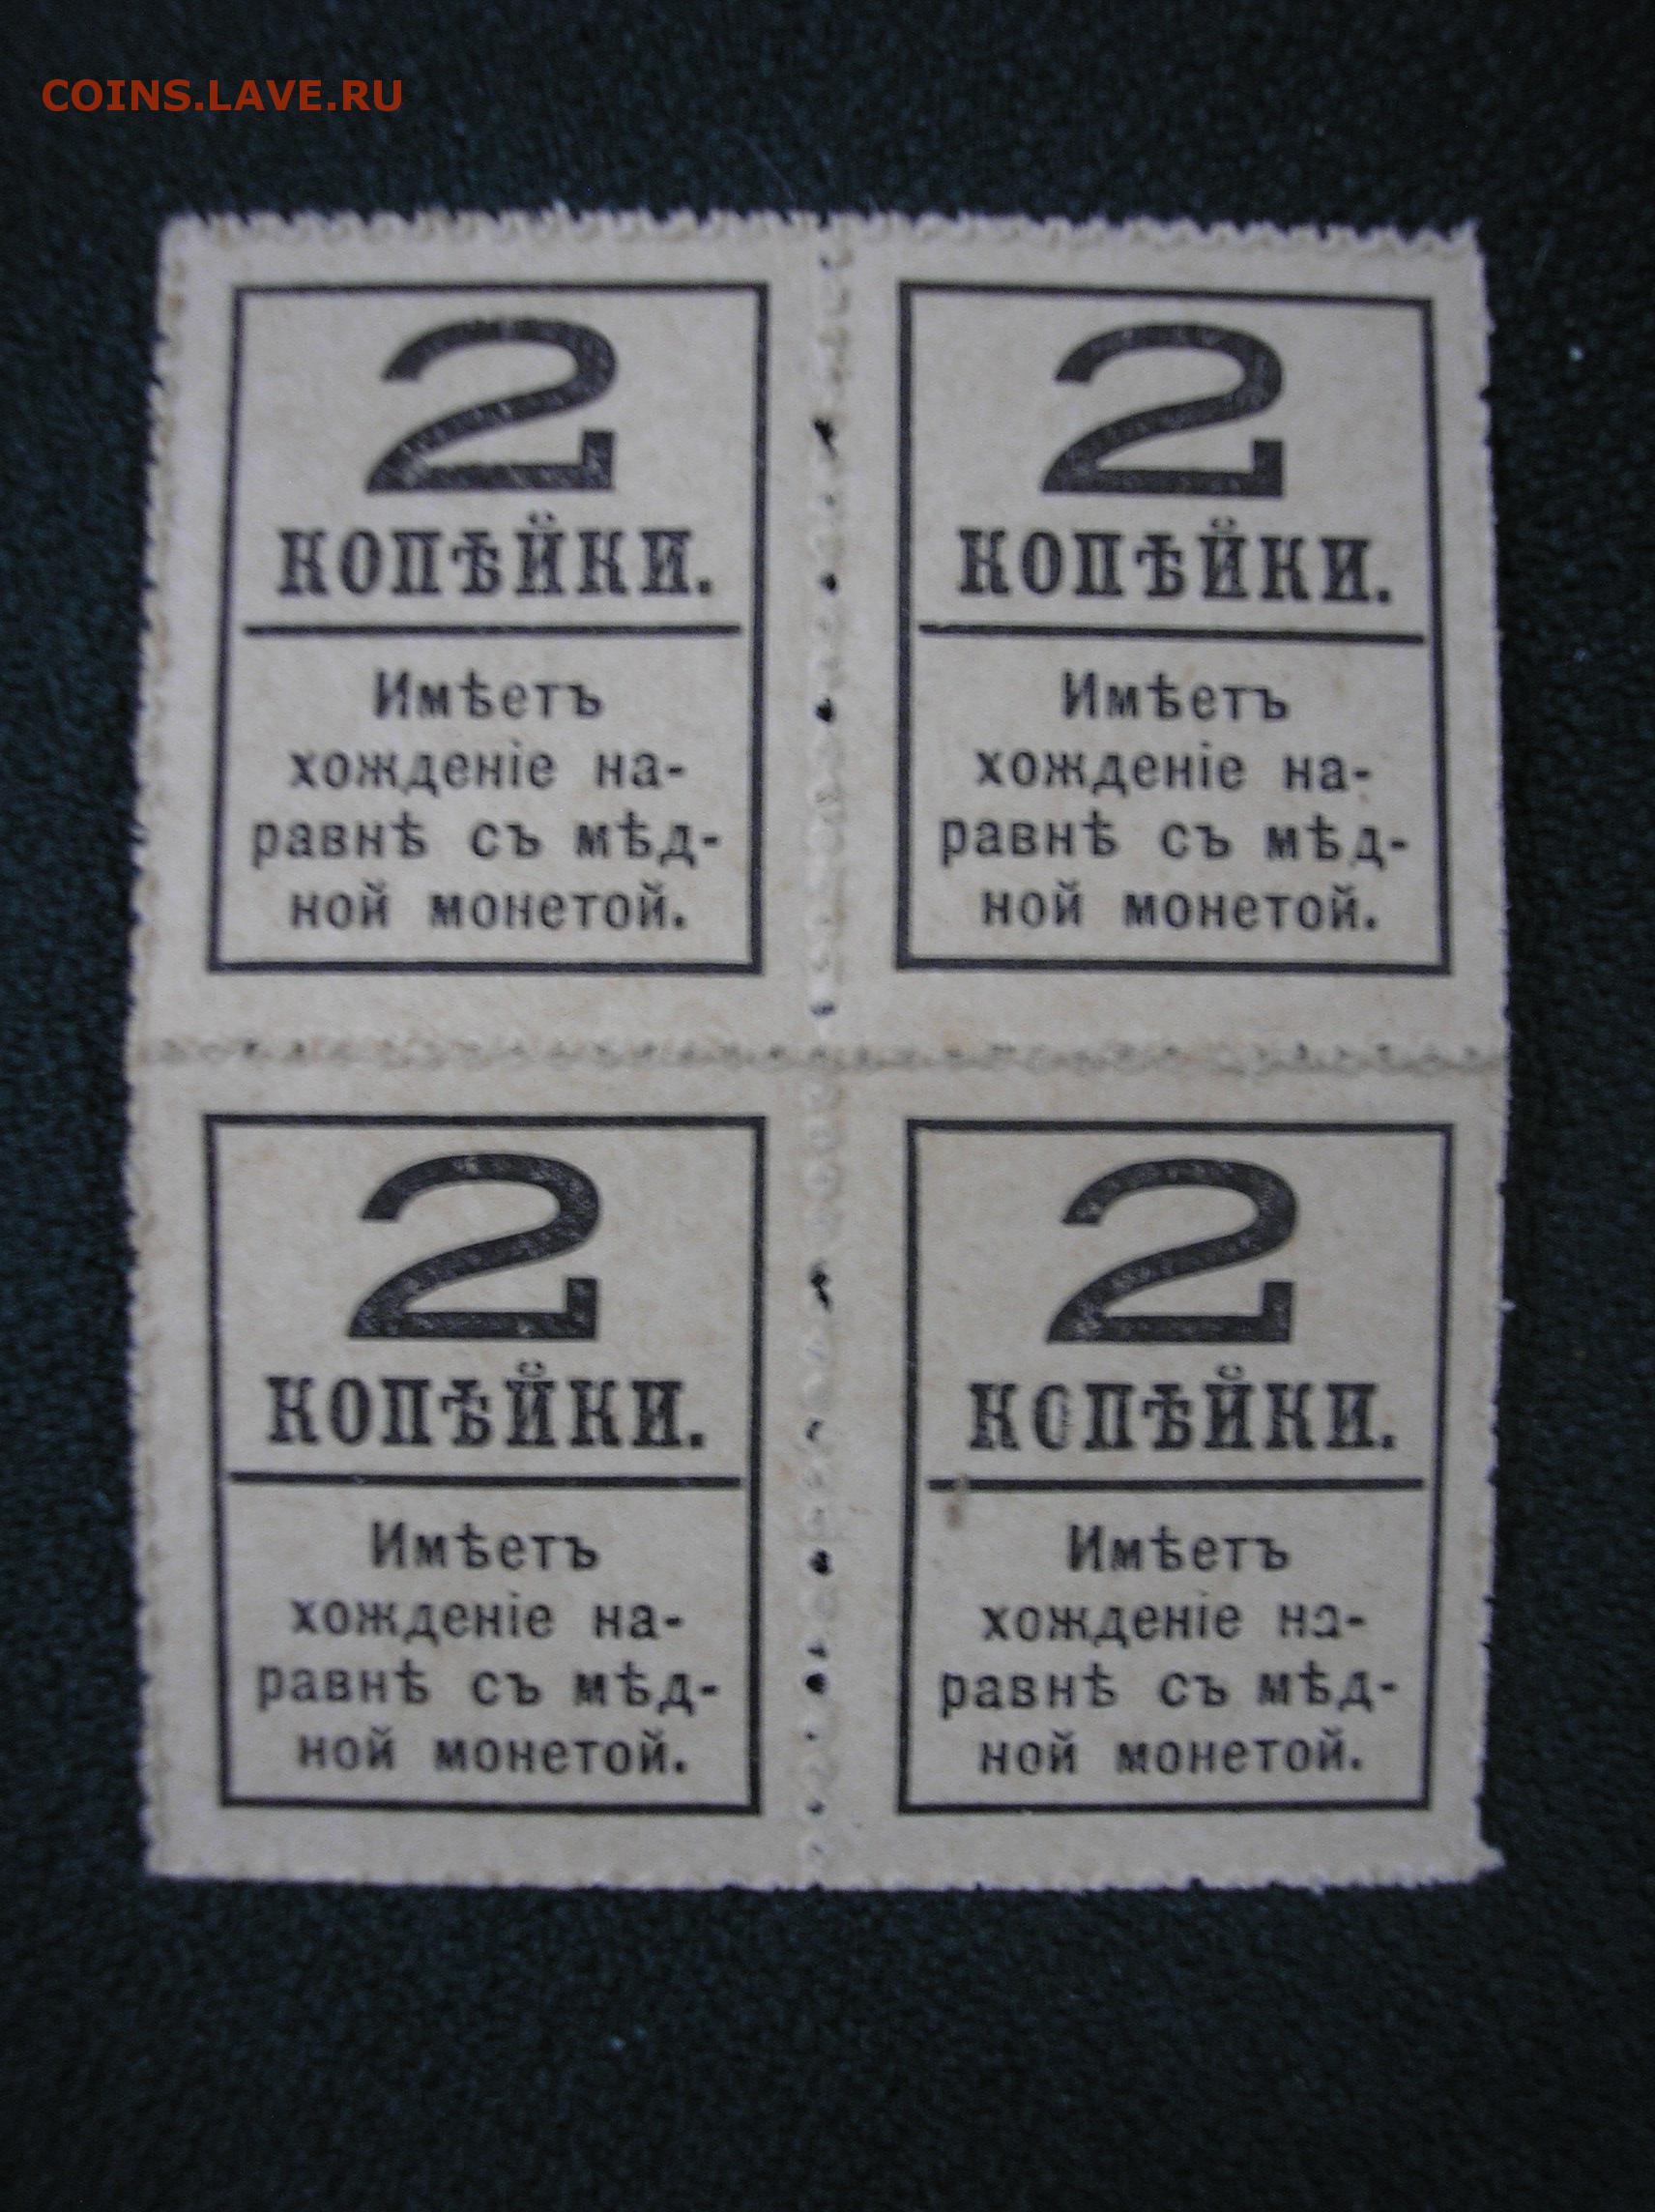 COINS.LAVE.RU
2
КОПѢЙКИ.
Имѣетъ
хожденіе на-
равнѣ съ мѣд-
ной монетой.
2
КОПѢЙКИ.
Имѣетъ
хожденіе на-
равнѣ съ мѣд-
ной монетой.
2
КОПѢЙКИ.
Имѣетъ
хожденіе на-
равнѣ съ мѣд-
ной монетой.
2
КОПѢЙКИ.
Имѣетъ
хожденіе на-
равнѣ съ мѣд-
ной монетой.